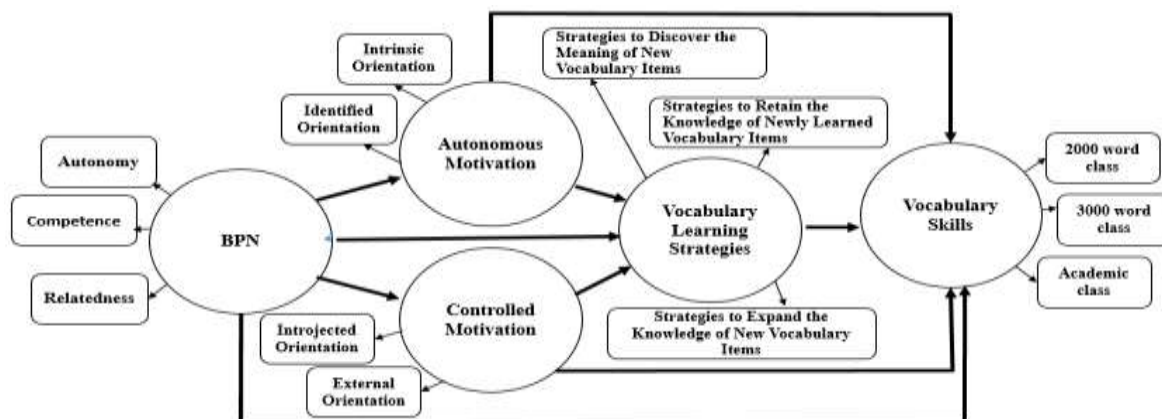 Autonomy
Competence
Relatedness
BPN
Intrinsic
Orientation
Identified
Orientation
Autonomous
Motivation
Controlled
Motivation
Introjected
Orientation
External
Orientation
Strategies to Discover the
Meaning of New
Vocabulary Items
Strategies to Retain the
Knowledge of Newly Learned
Vocabulary Items
Vocabulary
Learning
Strategies
Strategies to Expand the
Knowledge of New Vocabulary
Items
Vocabulary
Skills
2000 word
class
3000 word
class
Academic
class